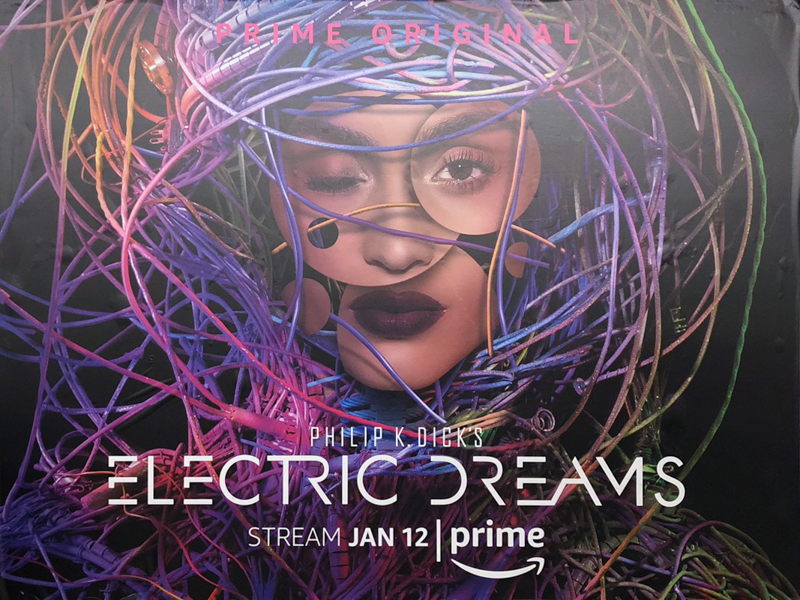 PRIME ORIGINAL
PHILIP K. DICK'S
ELECTRIC DREAMS
STREAM JAN 12 | prime